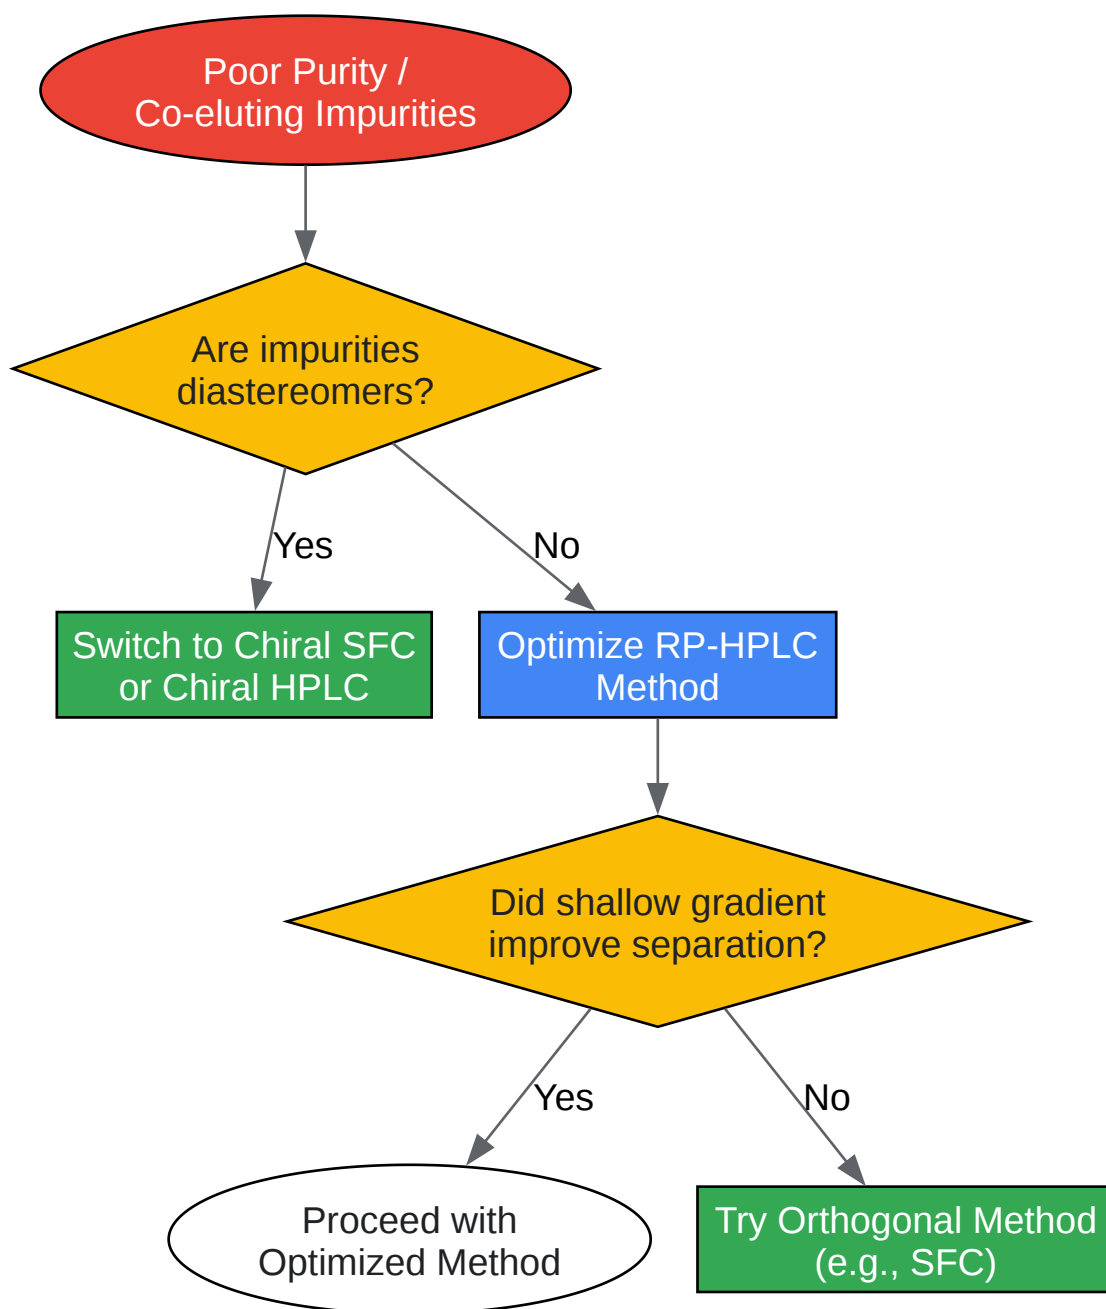 Poor Purity /
Co-eluting Impurities
Are impurities
diastereomers?
Yes
No
Switch to Chiral SFC
or Chiral HPLC
Optimize RP-HPLC
Method
Did shallow gradient
improve separation?
Yes
No
Proceed with
Optimized Method
Try Orthogonal Method
(e.g., SFC)